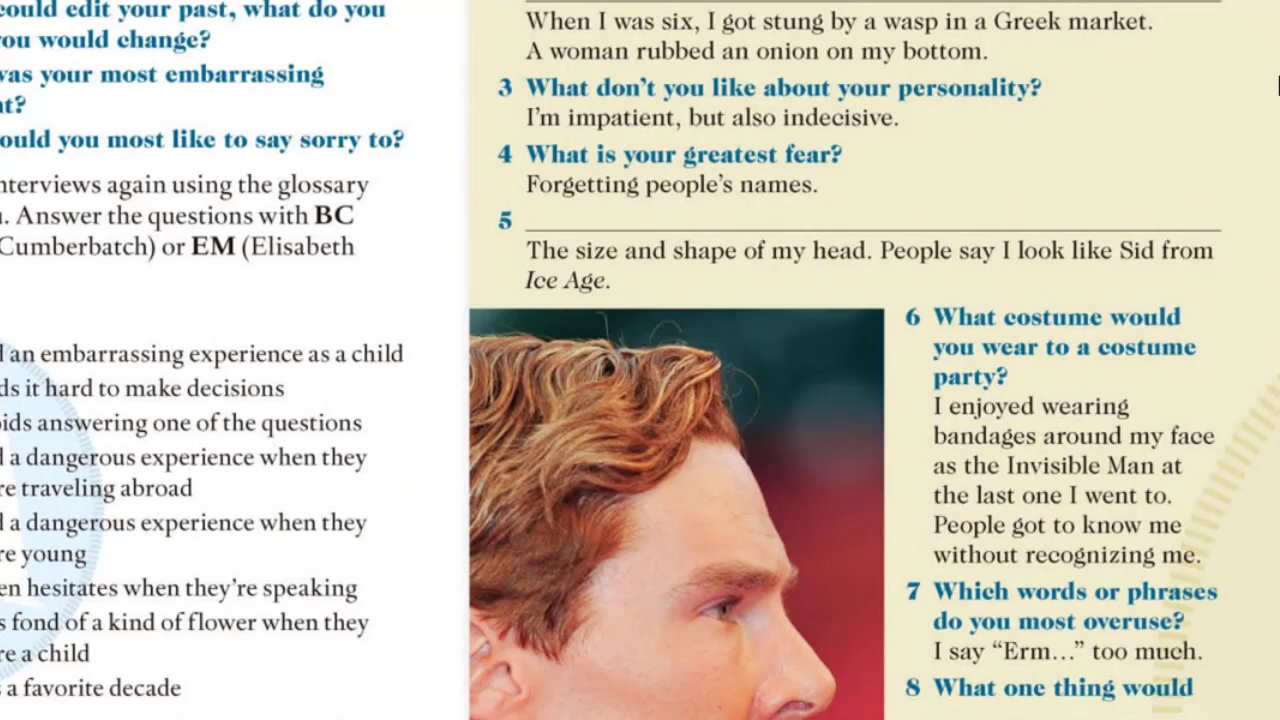 could edit your past, what do you
you would change?
was your most embarrassing
nt?
ould you most like to say sorry to?
nterviews again using the glossary
. Answer the questions with BC
Cumberbatch) or EM (Elisabeth
d an embarrassing experience as a child
ds it hard to make decisions
oids answering one of the questions
d a dangerous experience when they
re traveling abroad
d a dangerous experience when they
re young
en hesitates when they're speaking
s fond of a kind of flower when they
re a child
s a favorite decade
When I was six, I got stung by a wasp in a Greek market.
A woman rubbed an onion on my bottom.
3 What don't you like about your personality?
I'm impatient, but also indecisive.
4 What is your greatest fear?
Forgetting people's names.
5
The size and shape of my head. People say I look like Sid from
Ice Age.
6 What costume would
you wear to a costume
party?
I enjoyed wearing
bandages around my face
as the Invisible Man at
the last one I went to.
People got to know me
without recognizing me.
7 Which words or phrases
do you most overuse?
I say “Erm…” too much.
8 What one thing would